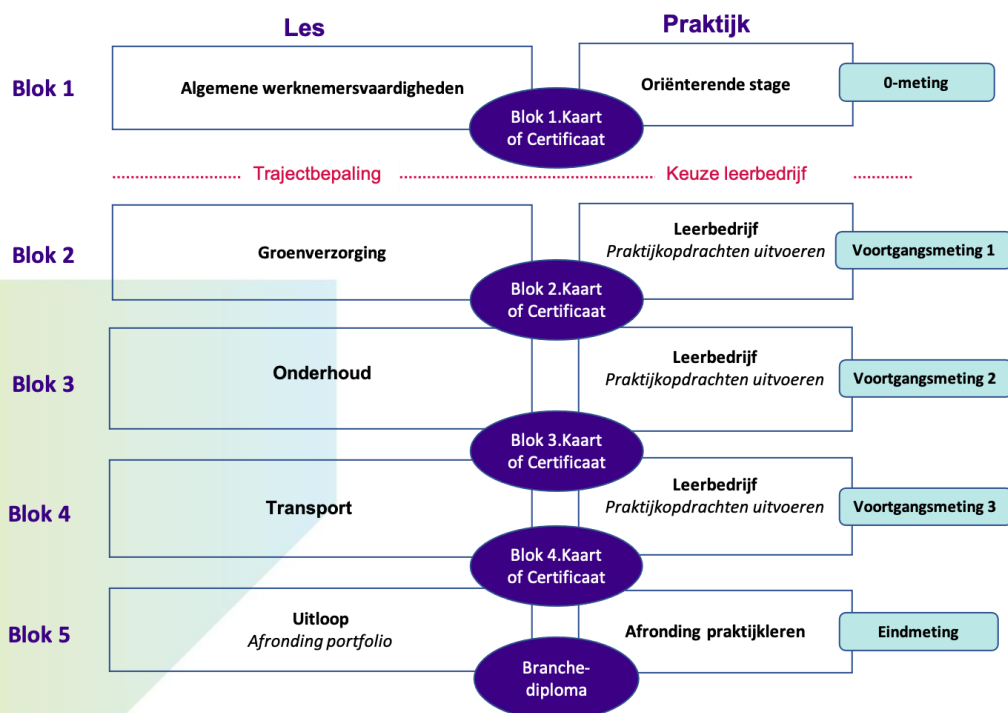 Les
Praktijk
Blok 1
Algemene werknemersvaardigheden
Blok 1.Kaart
of Certificaat
Oriënterende stage
0-meting
Trajectbepaling
Keuze leerbedrijf
Blok 2
Groenverzorging
Blok 2.Kaart
of Certificaat
Leerbedrijf
Praktijkopdrachten uitvoeren
Voortgangsmeting 1
Blok 3
Onderhoud
Blok 3.Kaart
of Certificaat
Leerbedrijf
Praktijkopdrachten uitvoeren
Voortgangsmeting 2
Blok 4
Transport
Blok 4.Kaart
of Certificaat
Leerbedrijf
Praktijkopdrachten uitvoeren
Voortgangsmeting 3
Blok 5
Uitloop
Afronding portfolio
Branche-
diploma
Afronding praktijkleren
Eindmeting